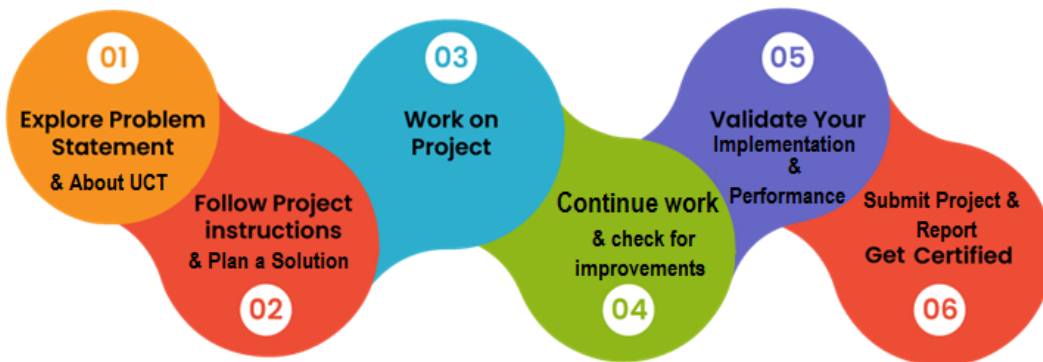 01
Explore Problem
Statement
& About UCT
Follow Project
instructions
& Plan a Solution
02
03
Work on
Project
Continue work
& check for
improvements
04
05
Validate Your
Implementation
&
Performance
Submit Project &
Report
Get Certified
06